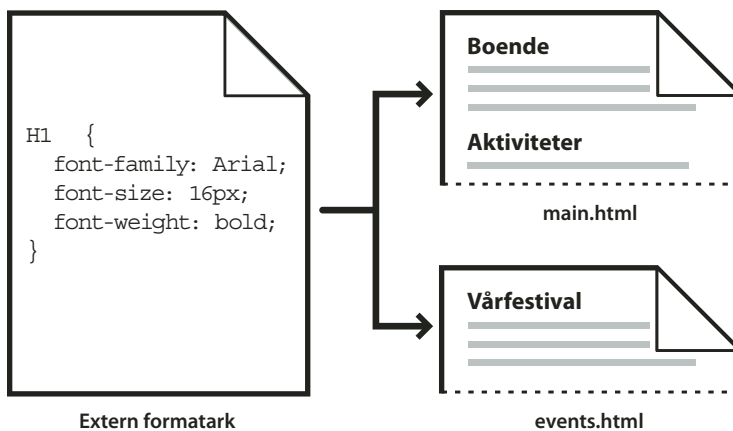 H1 {
font-family: Arial;
font-size: 16px;
font-weight: bold;
}
Extern formatark
Boende
Aktiviteter
main.html
Vårfestival
events.html